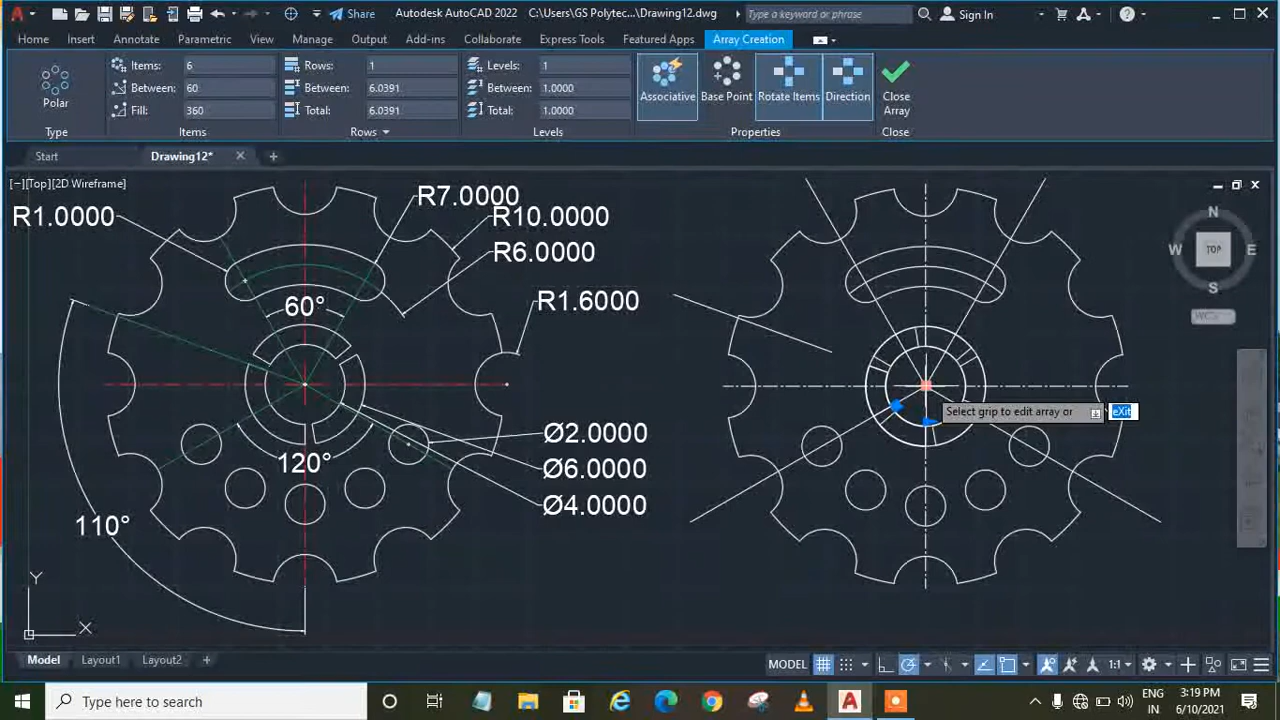 Share
Autodesk AutoCAD 2022
C:\Users\GS Polytec...\Drawing12.dwg
Type a keyword or phrase
Sign In
Home
Insert
Annotate
Parametric
View
Manage
Output
Add-ins
Collaborate
Express Tools
Featured Apps
Array Creation
Polar
Type
Items: 6
Between: 60
Fill: 360
Items
Rows: 1
Between: 6.0391
Total: 6.0391
Rows
Levels: 1
Between: 1.0000
Total: 1.0000
Levels
Associative
Base Point
Rotate Items
Direction
Properties
Close
Array
Close
Start
Drawing12*
[−][Top][2D Wireframe]
R1.0000
R7.0000
R10.0000
R6.0000
R1.6000
60°
120°
110°
Ø2.0000
Ø6.0000
Ø4.0000
Select grip to edit array or
eXit
N
W
TOP
E
S
Y
X
Model
Layout1
Layout2
MODEL
1:1
Type here to search
ENG
IN
3:19 PM
6/10/2021